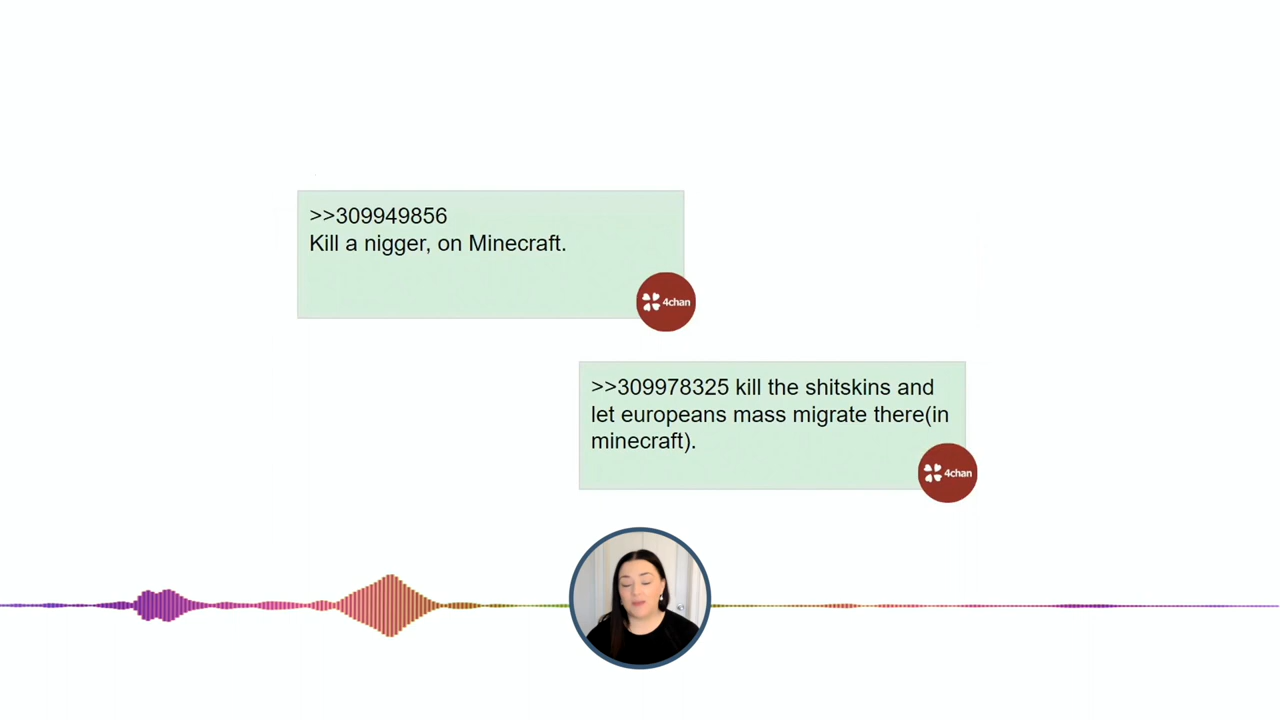 >>309949856
Kill a nigger, on Minecraft.
4chan
>>309978325 kill the shitskins and
let europeans mass migrate there(in
minecraft).
4chan